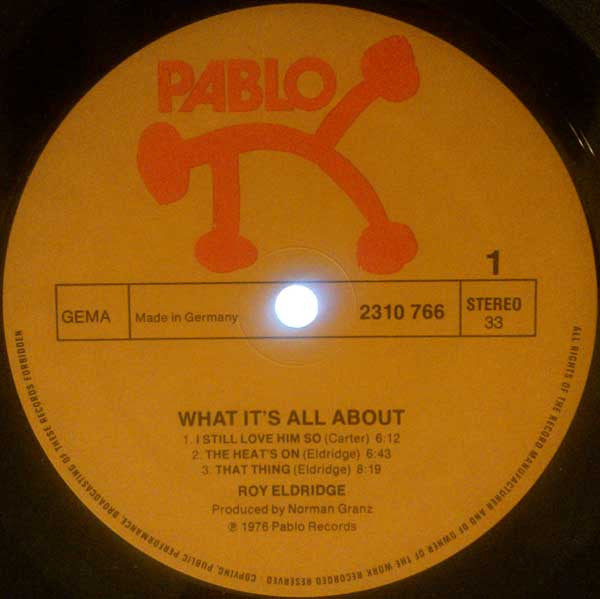 PABLO
1
GEMA
Made in Germany
2310 766
STEREO
33
WHAT IT'S ALL ABOUT
1. I STILL LOVE HIM SO (Carter) 6:12
2. THE HEAT'S ON (Eldridge) 6:43
3. THAT THING (Eldridge) 8:19
ROY ELDRIDGE
Produced by Norman Granz
℗ 1976 Pablo Records
ALL RIGHTS OF THE RECORD MANUFACTURER AND OF OWNER OF THE WORK RECORDED RESERVED · COPYING, PUBLIC PERFORMANCE, BROADCASTING OF THESE RECORDS FORBIDDEN